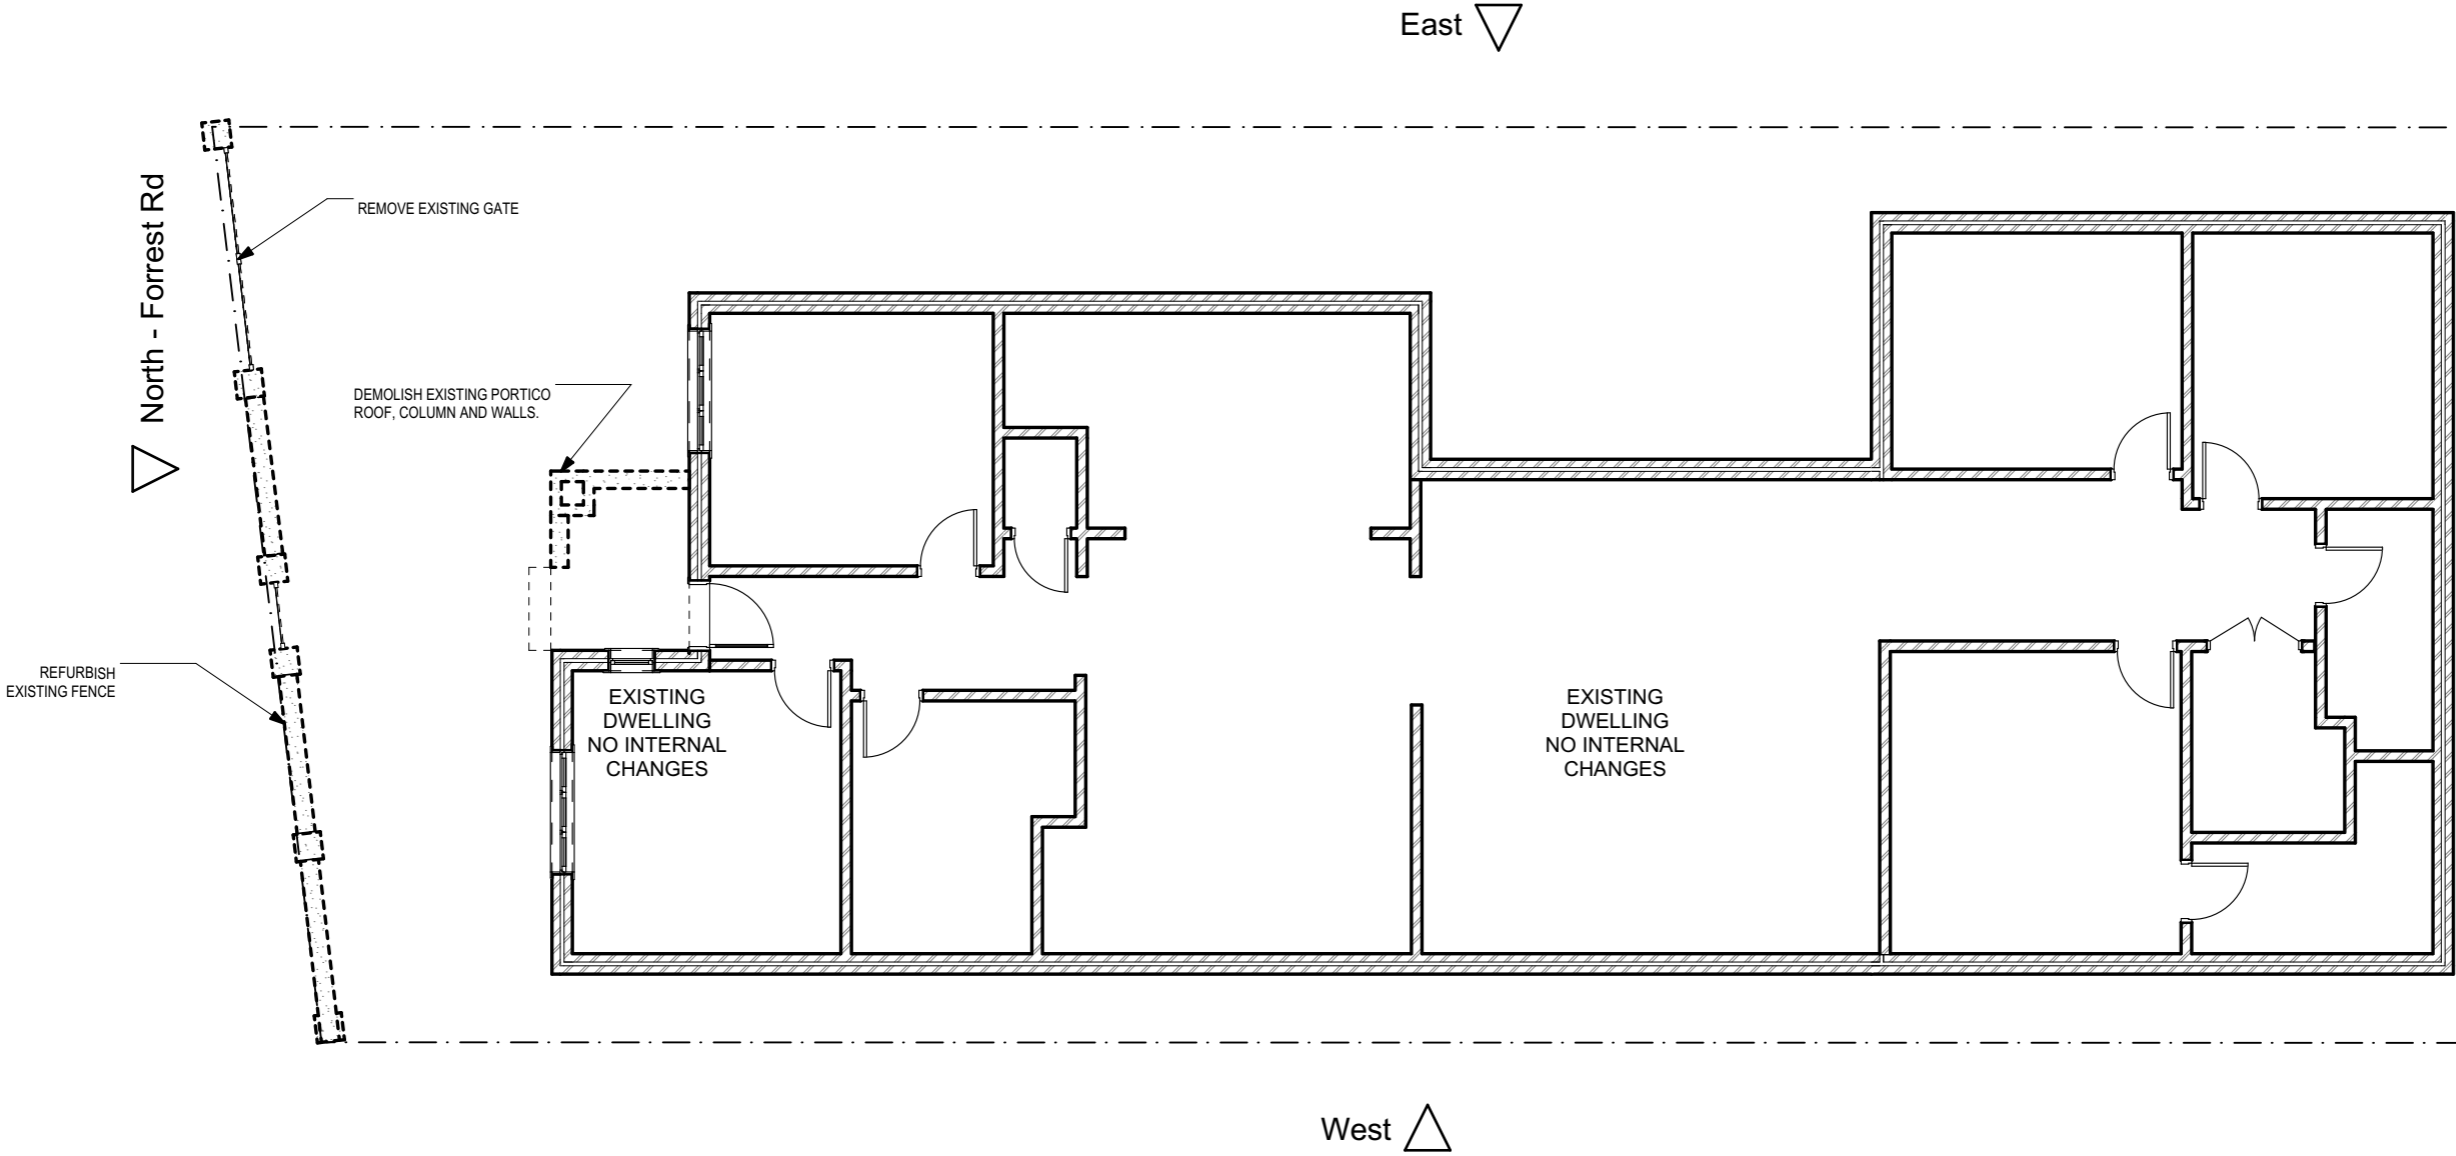 East
North - Forrest Rd
REMOVE EXISTING GATE
DEMOLISH EXISTING PORTICO
ROOF, COLUMN AND WALLS.
REFURBISH
EXISTING FENCE
EXISTING
DWELLING
NO INTERNAL
CHANGES
EXISTING
DWELLING
NO INTERNAL
CHANGES
West